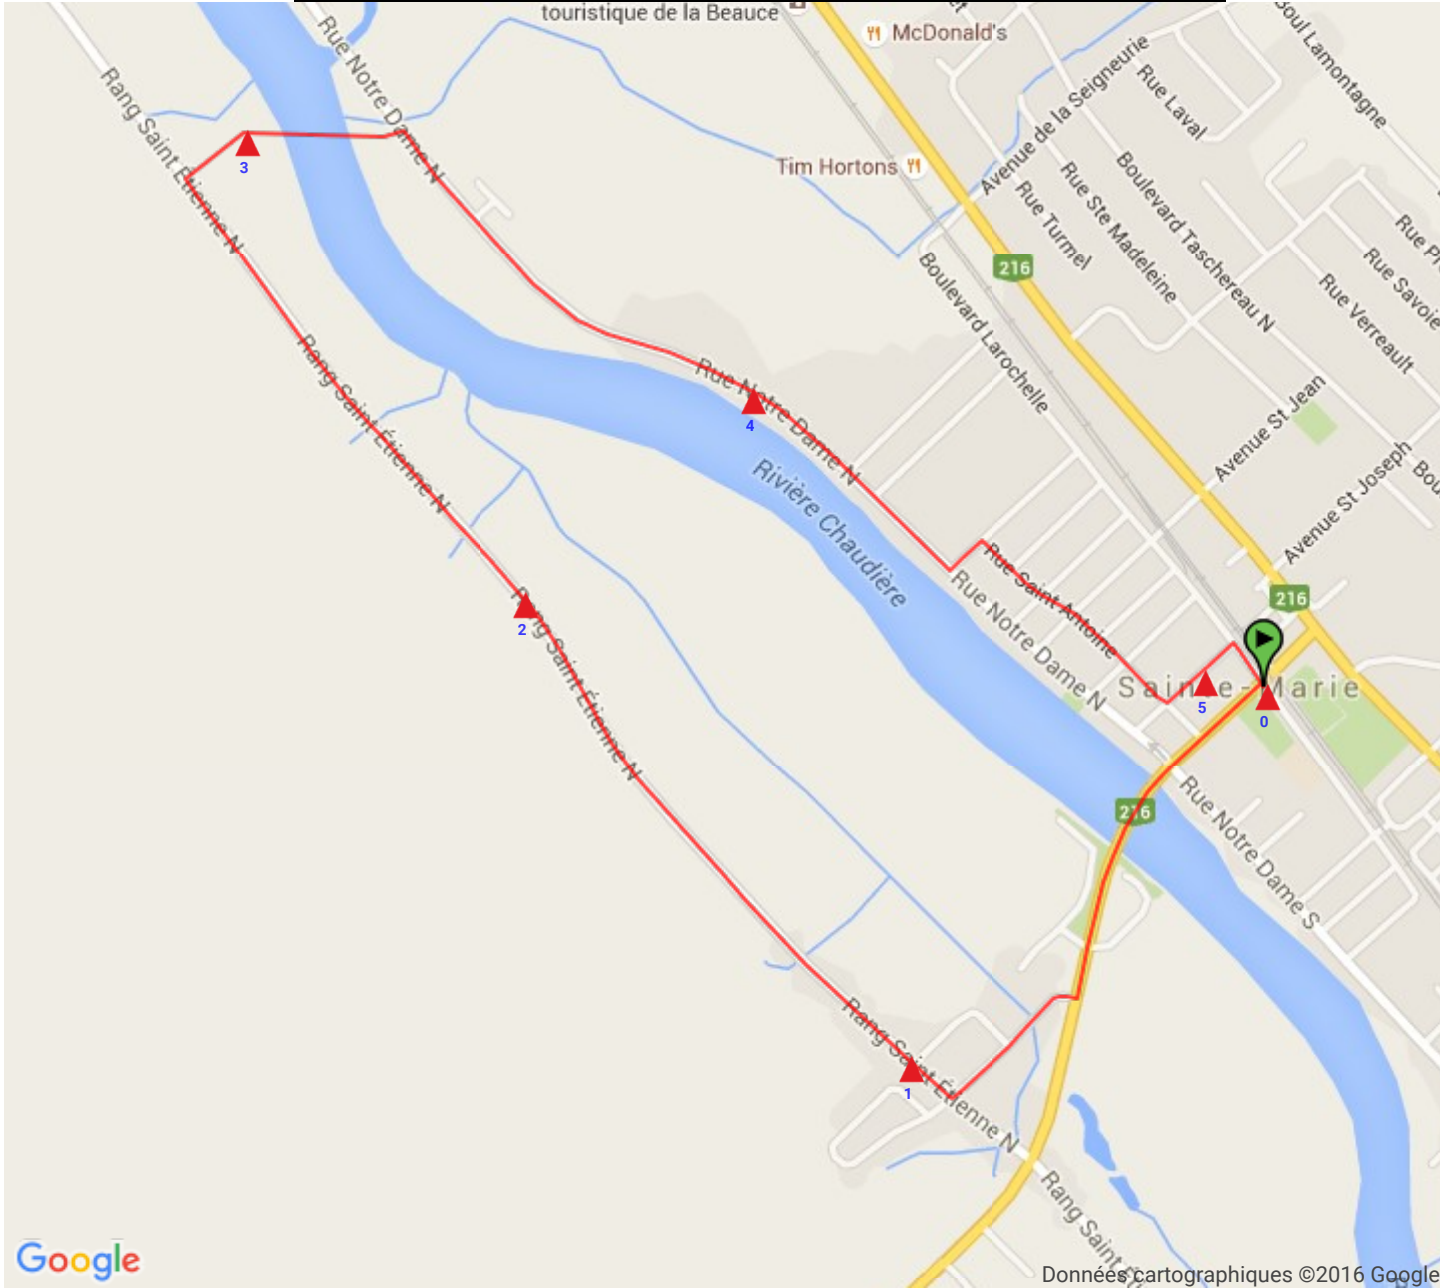 touristique de la Beauce
et
McDonald's
Boul Lamontagne
Rue Notre Dame N
Avenue de la Seigneurie
Rue Laval
Rang Saint Étienne N
3
Tim Hortons
Boulevard Taschereau N
Rue Ste Madeleine
Rue Turmel
Rue Savoie
216
Rue Verreault
Boulevard Larochelle
Rang Saint Étienne N
Rue Notre Dame N
4
Avenue St Jean
Avenue St Joseph
Rivière Chaudière
Rue Saint Antoine
Rue Notre Dame N
216
Rang Saint Étienne N
2
Sainte-Marie
5
0
216
Rue Notre Dame S
Rang Saint Étienne N
1
Rang Saint Ét
Google
Données cartographiques ©2016 Google